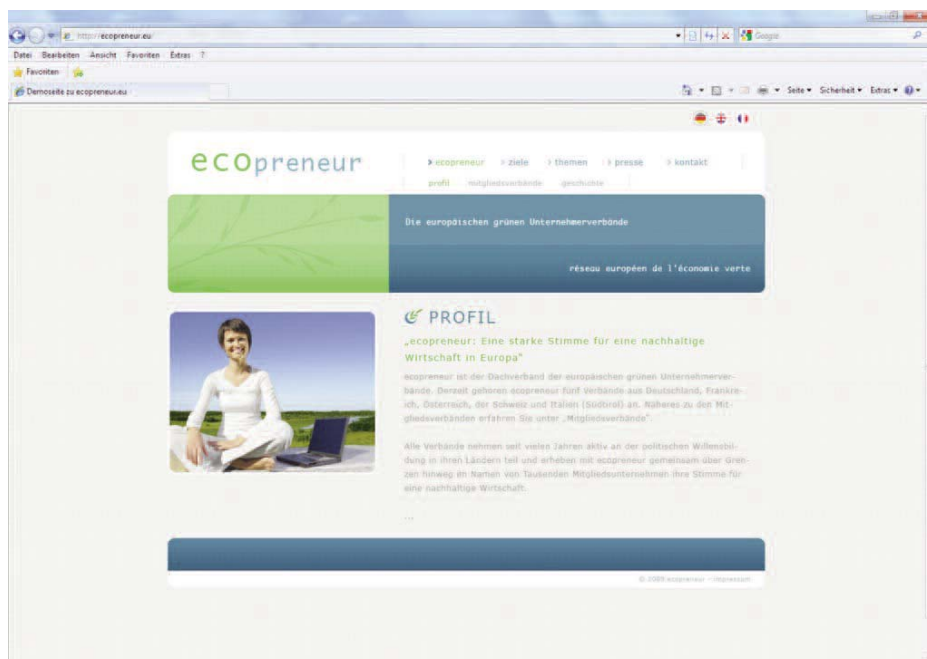 http://ecopreneur.eu/
Google
Datei Bearbeiten Ansicht Favoriten Extras ?
Favoriten
Demoseite zu ecopreneur.eu
Seite Sicherheit Extras
ecopreneur
> ecopreneur > ziele > themen > presse > kontakt
profil mitgliedsverbände geschichte
Die europäischen grünen Unternehmerverbände
réseau européen de l'économie verte
PROFIL
„ecopreneur: Eine starke Stimme für eine nachhaltige
Wirtschaft in Europa“
ecopreneur ist der Dachverband der europäischen grünen Unternehmerver-
bände. Derzeit gehören ecopreneur fünf Verbände aus Deutschland, Frankre-
ich, Österreich, der Schweiz und Italien (Südtirol) an. Näheres zu den Mit-
gliedsverbänden erfahren Sie unter „Mitgliedsverbände“.
Alle Verbände nehmen seit vielen Jahren aktiv an der politischen Willensbil-
dung in ihren Ländern teil und erheben mit ecopreneur gemeinsam über Gren-
zen hinweg en Namen von Tausenden Mitgliedsunternehmen ihre Stimme für
eine nachhaltige Wirtschaft.
...
© 2009 ecopreneur - Impressum